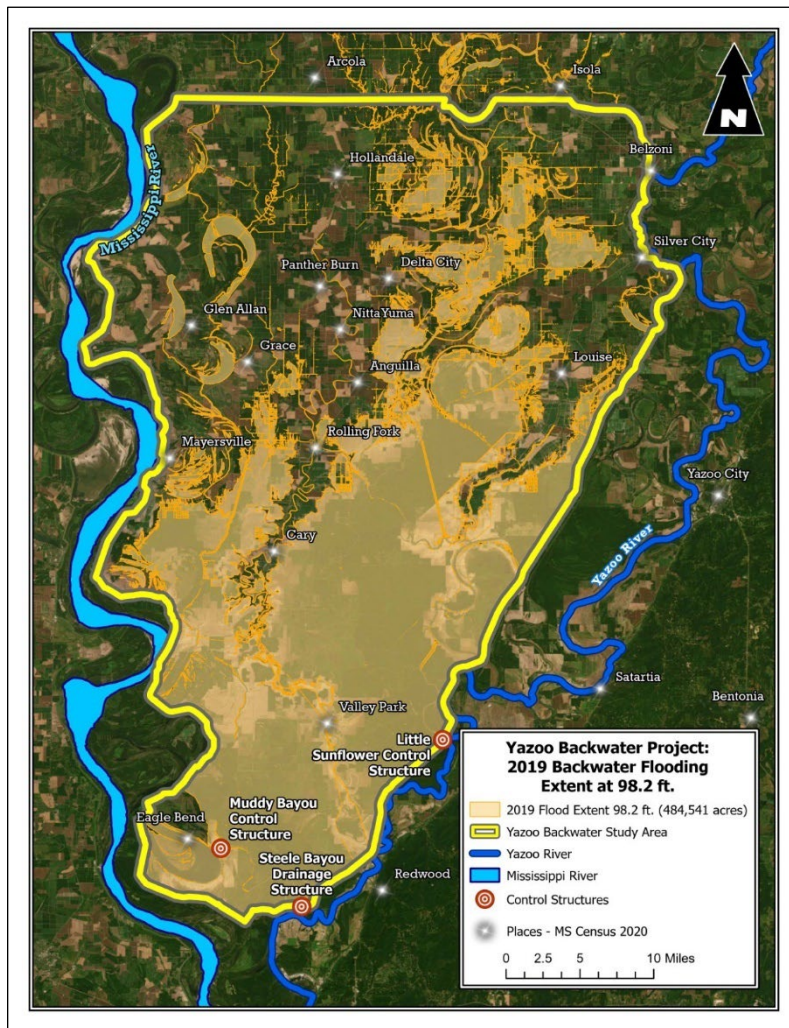 Arcola
Isola
N
Mississippi River
Hollandale
Belzoni
Silver City
Panther Burn
Delta City
Glen Allan
NittaYuma
Grace
Anguilla
Louise
Mayersville
Rolling Fork
Yazoo City
Cary
Yazoo River
Satartia
Bentonia
Valley Park
Little
Sunflower Control
Structure
Muddy Bayou
Control
Structure
Eagle Bend
Steele Bayou
Drainage
Structure
Redwood
Yazoo Backwater Project:
2019 Backwater Flooding
Extent at 98.2 ft.
2019 Flood Extent 98.2 ft. (484,541 acres)
Yazoo Backwater Study Area
Yazoo River
Mississippi River
Control Structures
Places - MS Census 2020
0 2.5 5 10 Miles